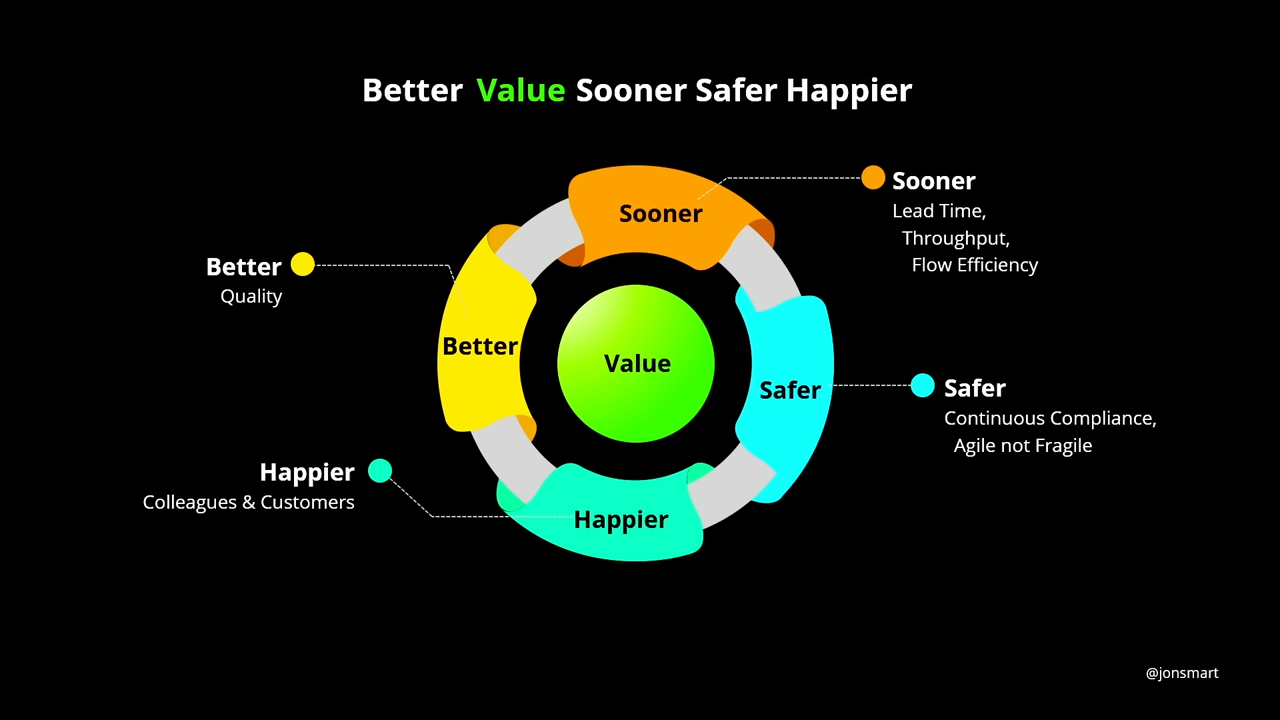 Better Value Sooner Safer Happier
Sooner
Lead Time,
Throughput,
Flow Efficiency
Sooner
Better
Quality
Better
Value
Safer
Safer
Continuous Compliance,
Agile not Fragile
Happier
Colleagues & Customers
Happier
@jonsmart